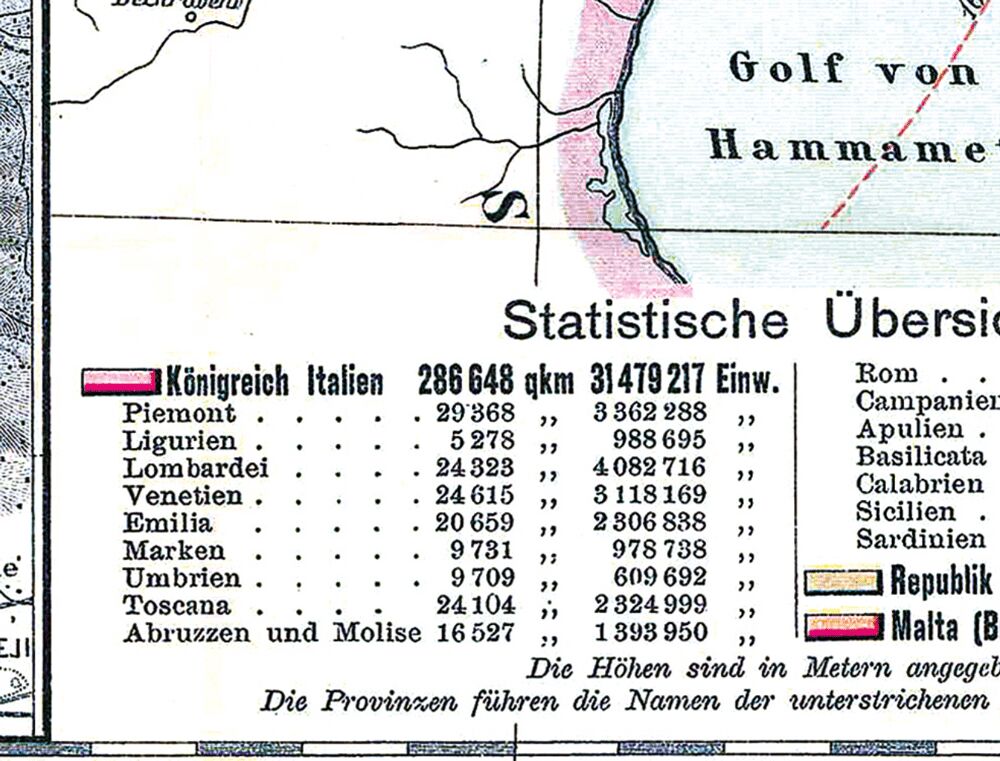 Golf von
Hammamet
S
Statistische Übersic
Königreich Italien 286 648 qkm 31 479 217 Einw.
Piemont . . . . . 29 368 „ 3 362 288 „
Ligurien . . . . . 5 278 „ 988 695 „
Lombardei . . . . 24 323 „ 4 082 716 „
Venetien . . . . . 24 615 „ 3 118 169 „
Emilia . . . . . 20 659 „ 2 306 838 „
Marken . . . . . 9 731 „ 978 738 „
Umbrien . . . . . 9 709 „ 609 692 „
Toscana . . . . 24 104 „ 2 324 999 „
Abruzzen und Molise 16 527 „ 1 393 950 „
Rom . .
Campanien
Apulien .
Basilicata
Calabrien
Sicilien .
Sardinien
Republik
Malta (B
Die Höhen sind in Metern angegeb
Die Provinzen führen die Namen der unterstrichenen